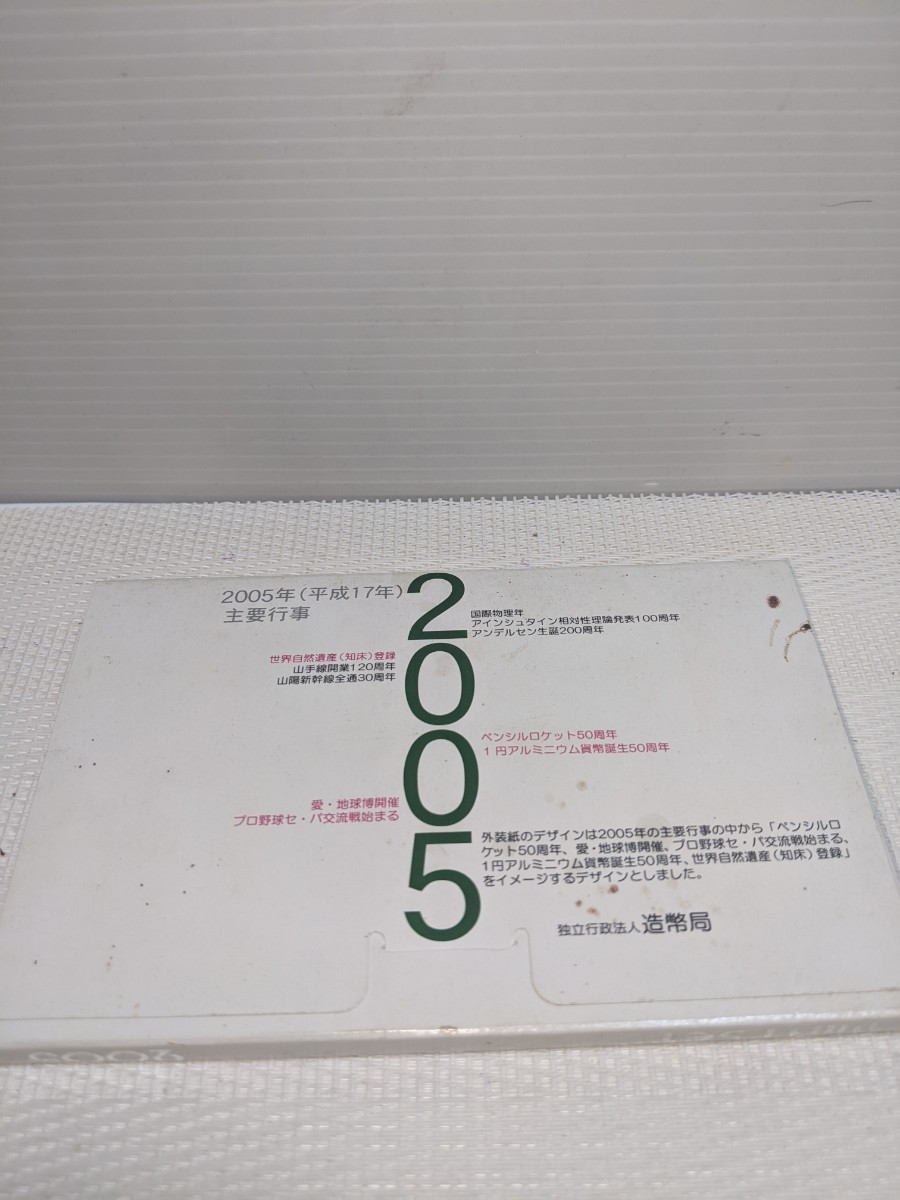 2005年(平成17年)
主要行事
2005
国際物理年
アインシュタイン相対性理論発表100周年
アンデルセン生誕200周年
世界自然遺産(知床)登録
山手線開業120周年
山陽新幹線全通30周年
ペンシルロケット50周年
1円アルミニウム貨幣誕生50周年
愛・地球博開催
プロ野球セ・パ交流戦始まる
外装紙のデザインは2005年の主要行事の中から「ペンシルロ
ケット50周年、愛・地球博開催、プロ野球セ・パ交流戦始まる、
1円アルミニウム貨幣誕生50周年、世界自然遺産(知床)登録」
をイメージするデザインとしました。
独立行政法人 造幣局
2005